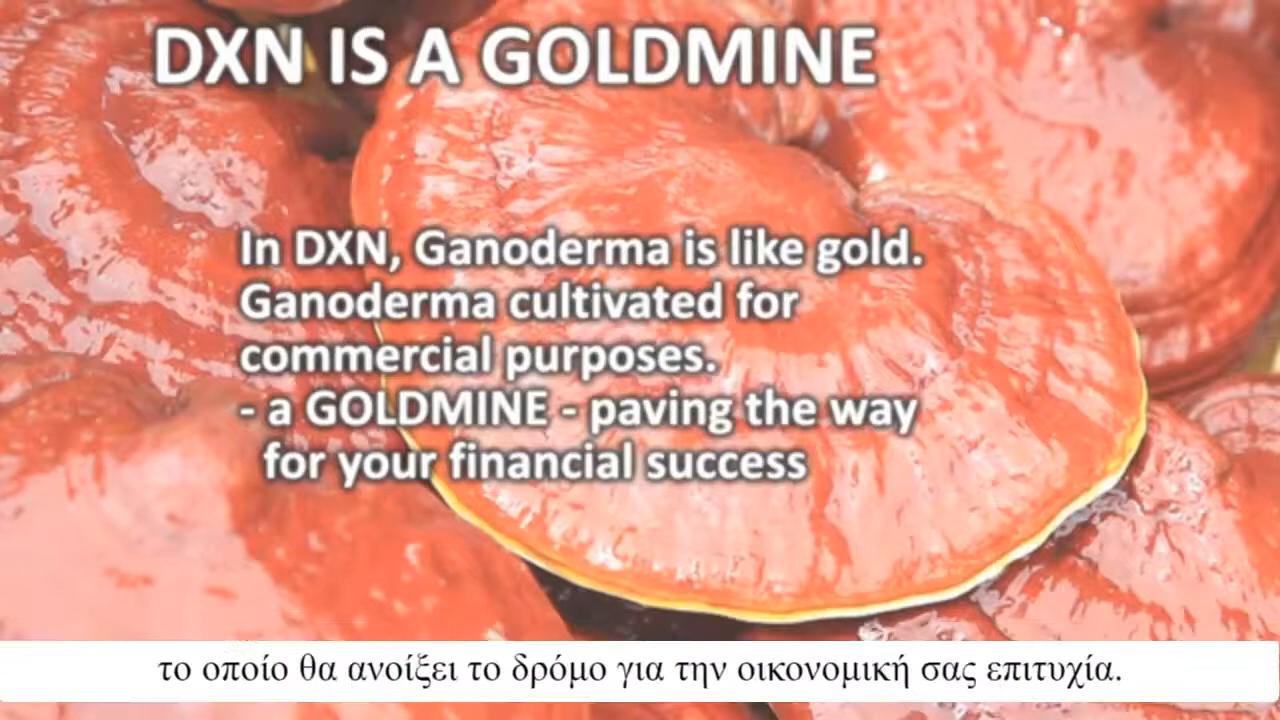 DXN IS A GOLDMINE
In DXN, Ganoderma is like gold.
Ganoderma cultivated for
commercial purposes.
- a GOLDMINE - paving the way
for your financial success
το οποίο θα ανοίξει το δρόμο για την οικονομική σας επιτυχία.